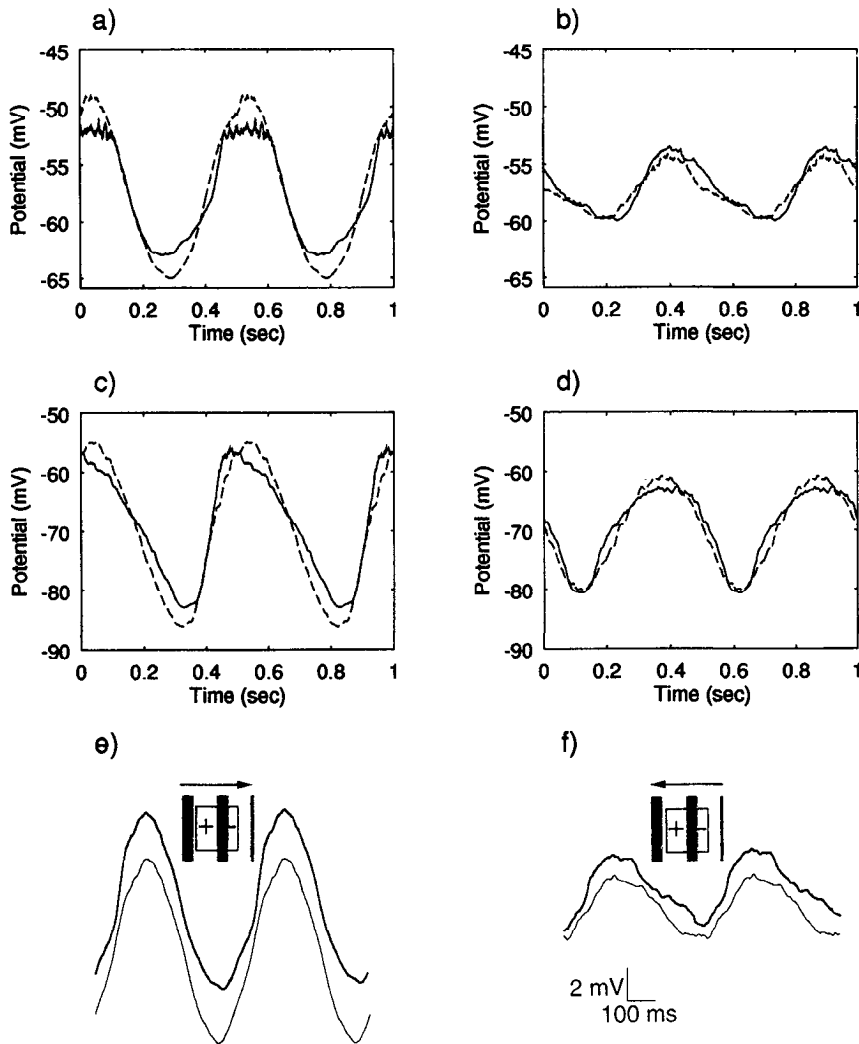 a)
-45
-50
-55
-60
-65
Potential (mV)
0 0.2 0.4 0.6 0.8 1
Time (sec)
b)
-45
-50
-55
-60
-65
Potential (mV)
0 0.2 0.4 0.6 0.8 1
Time (sec)
c)
-50
-60
-70
-80
-90
Potential (mV)
0 0.2 0.4 0.6 0.8 1
Time (sec)
d)
-50
-60
-70
-80
-90
Potential (mV)
0 0.2 0.4 0.6 0.8 1
Time (sec)
e)
+ -
f)
+ -
2 mV
100 ms